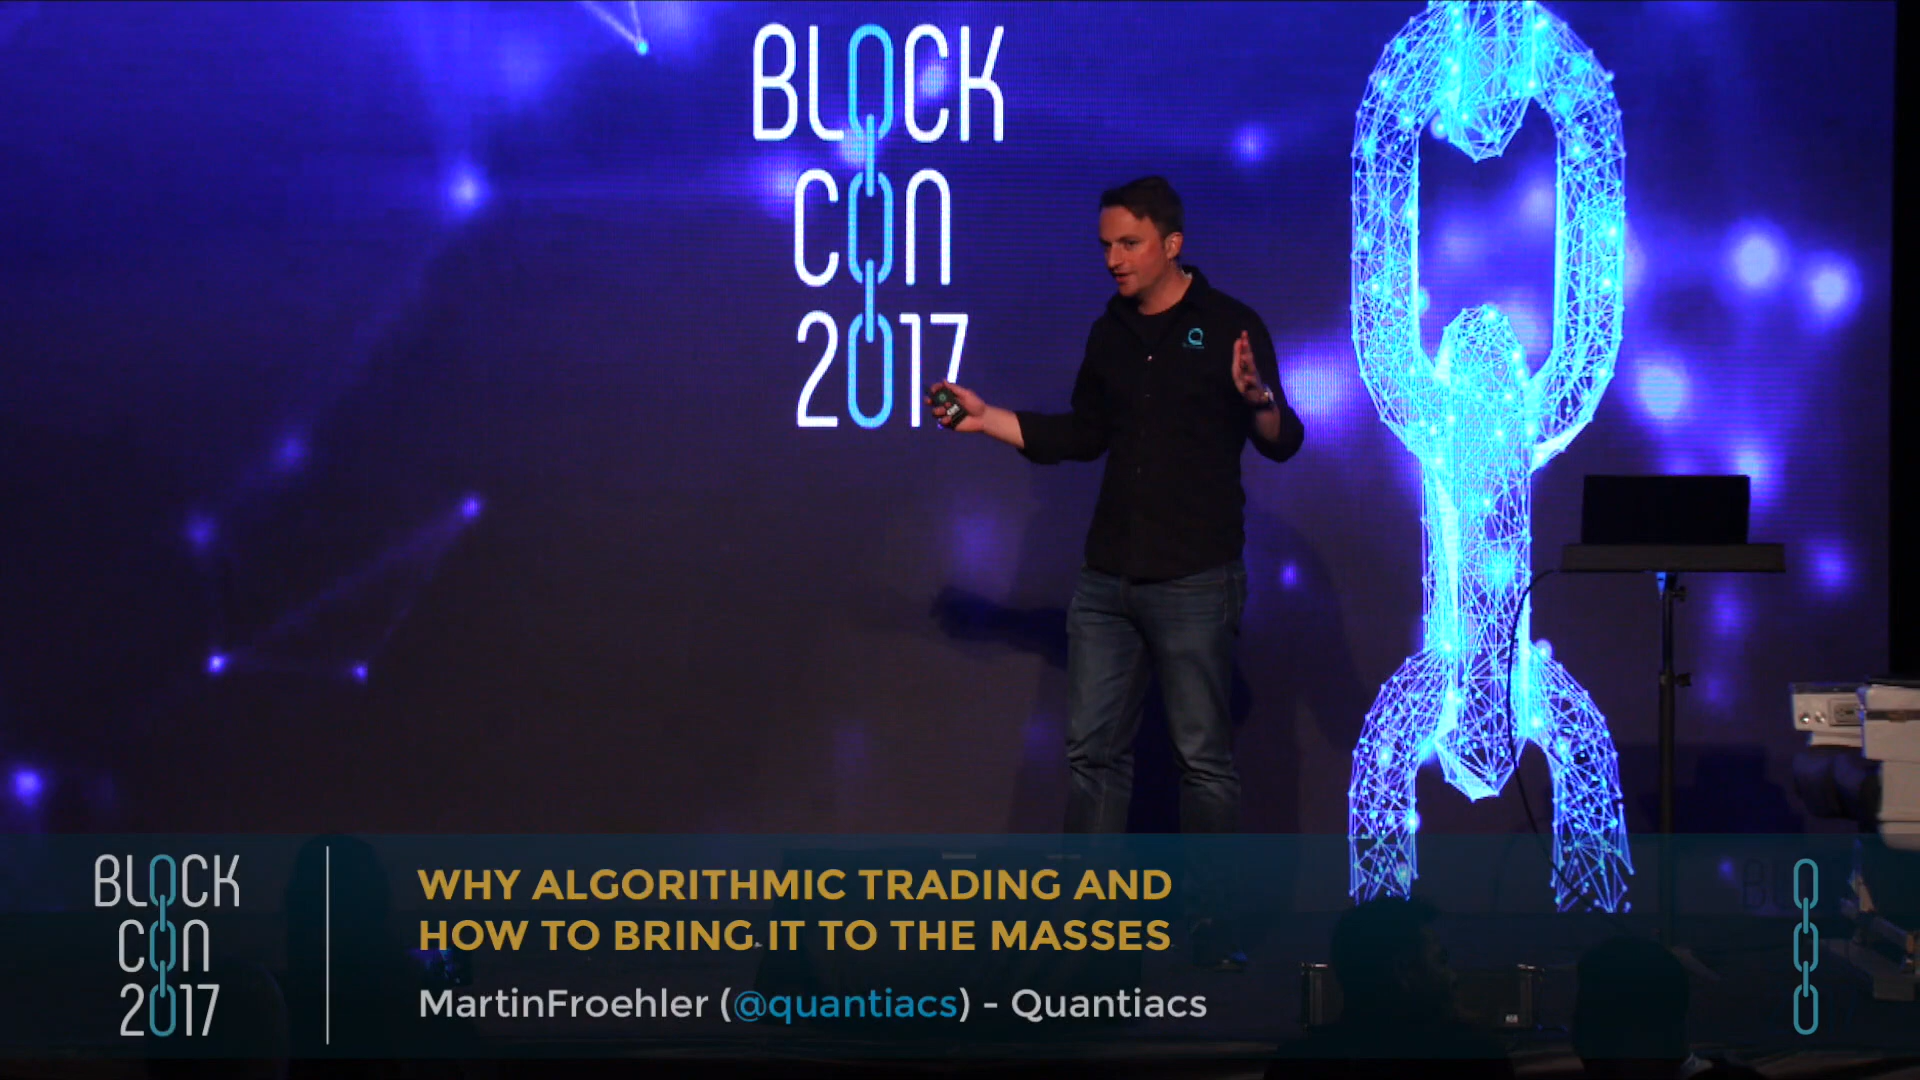 BLOCK
CON
2017
BLOCK
CON
2017
WHY ALGORITHMIC TRADING AND
HOW TO BRING IT TO THE MASSES
MartinFroehler (@quantiacs) - Quantiacs